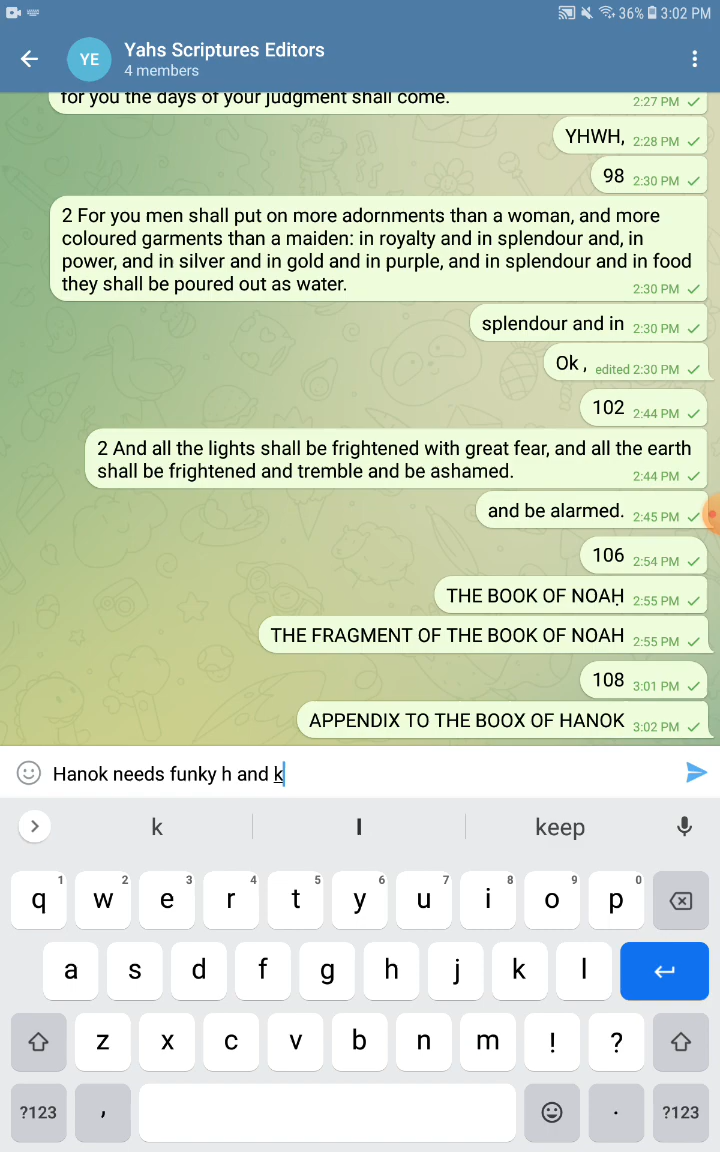 36% 3:02 PM
YE
Yahs Scriptures Editors
4 members
for you the days of your judgment shall come.
2:27 PM
YHWH, 2:28 PM
98 2:30 PM
2 For you men shall put on more adornments than a woman, and more
coloured garments than a maiden: in royalty and in splendour and, in
power, and in silver and in gold and in purple, and in splendour and in food
they shall be poured out as water.
2:30 PM
splendour and in 2:30 PM
Ok , edited 2:30 PM
102 2:44 PM
2 And all the lights shall be frightened with great fear, and all the earth
shall be frightened and tremble and be ashamed.
2:44 PM
and be alarmed. 2:45 PM
106 2:54 PM
THE BOOK OF NOAḤ 2:55 PM
THE FRAGMENT OF THE BOOK OF NOAH 2:55 PM
108 3:01 PM
APPENDIX TO THE BOOX OF HANOK 3:02 PM
Hanok needs funky h and k
k I keep
1 2 3 4 5 6 7 8 9 0
q w e r t y u i o p
a s d f g h j k l
z x c v b n m ! ?
?123 , . ?123